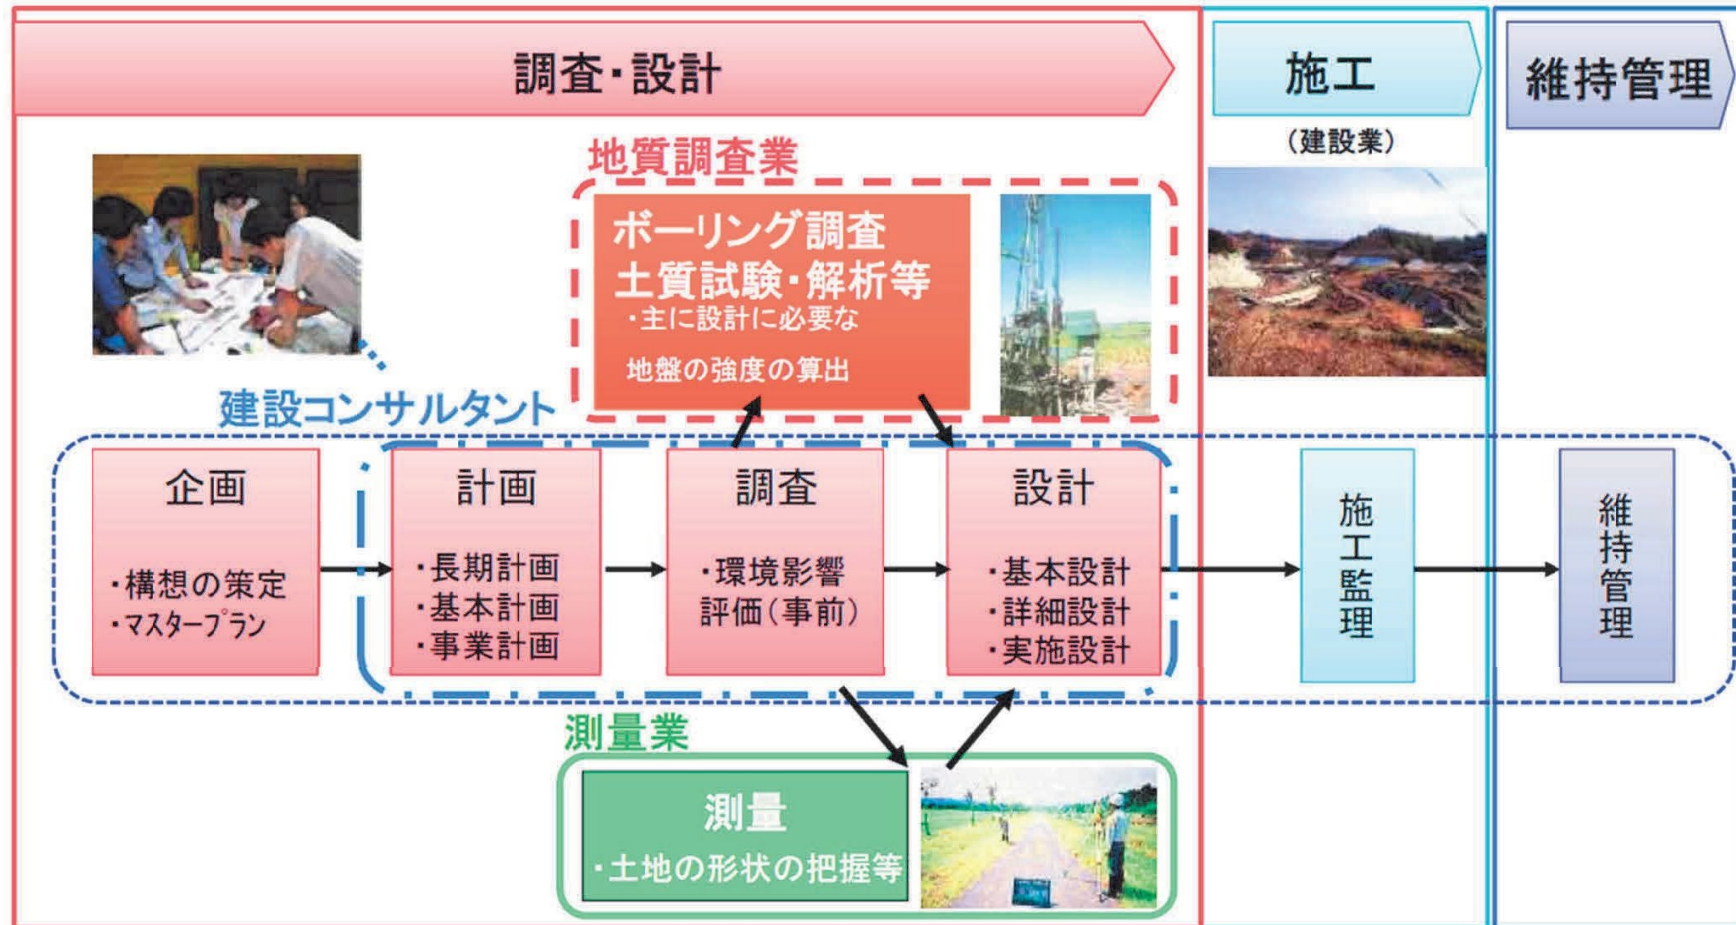 調査・設計
施工
維持管理
(建設業)
地質調査業
ボーリング調査
土質試験・解析等
・主に設計に必要な
地盤の強度の算出
建設コンサルタント
企画
・構想の策定
・マスタープラン
計画
・長期計画
・基本計画
・事業計画
調査
・環境影響
評価(事前)
設計
・基本設計
・詳細設計
・実施設計
施工監理
維持管理
測量業
測量
・土地の形状の把握等